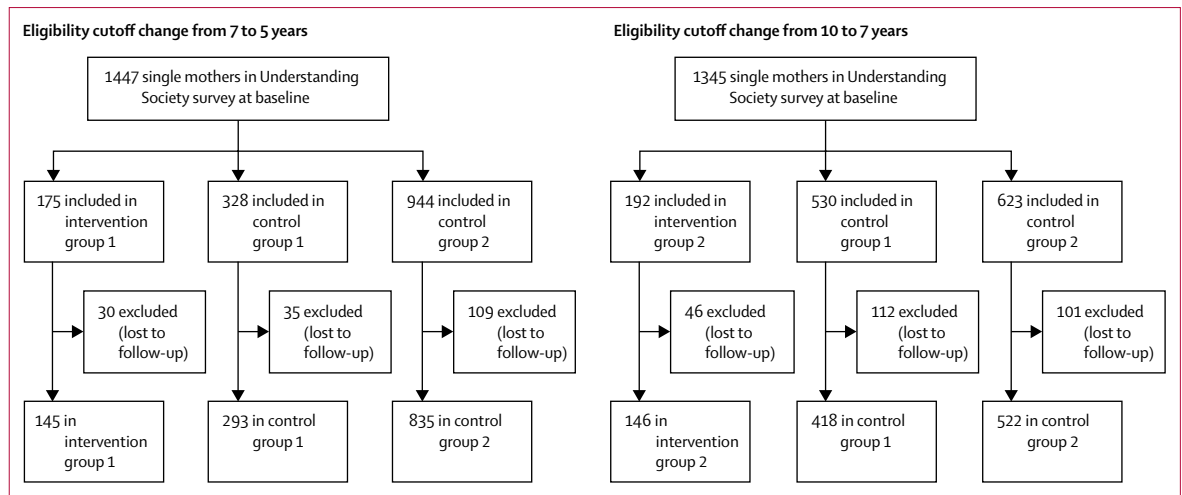 Eligibility cutoff change from 7 to 5 years
1447 single mothers in Understanding
Society survey at baseline
175 included in
intervention
group 1
328 included in
control
group 1
944 included in
control
group 2
30 excluded
(lost to
follow-up)
35 excluded
(lost to
follow-up)
109 excluded
(lost to
follow-up)
145 in
intervention
group 1
293 in control
group 1
835 in control
group 2
Eligibility cutoff change from 10 to 7 years
1345 single mothers in Understanding
Society survey at baseline
192 included in
intervention
group 2
530 included in
control
group 1
623 included in
control
group 2
46 excluded
(lost to
follow-up)
112 excluded
(lost to
follow-up)
101 excluded
(lost to
follow-up)
146 in
intervention
group 2
418 in control
group 1
522 in control
group 2